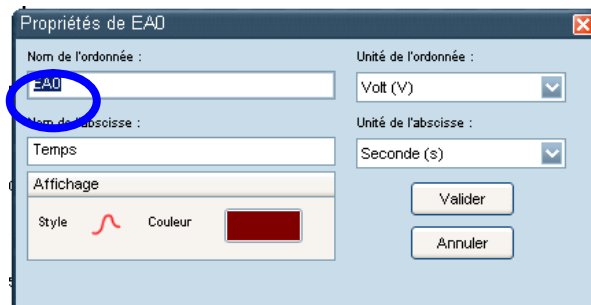 Propriétés de EA0
Nom de l'ordonnée :
Unité de l'ordonnée :
EA0
Volt (V)
Nom de l'abscisse :
Unité de l'abscisse :
Temps
Seconde (s)
Affichage
Style
Couleur
Valider
Annuler